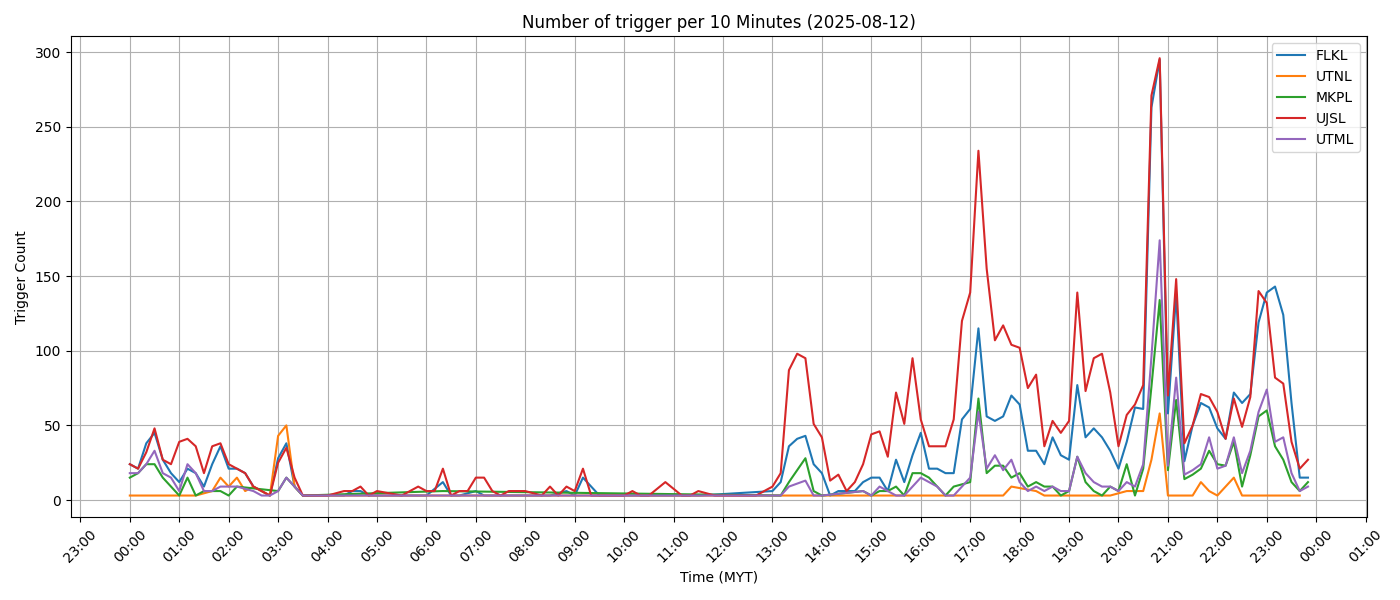 Number of trigger per 10 Minutes (2025-08-12)
Trigger Count
300
250
200
150
100
50
0
FLKL
UTNL
MKPL
UJSL
UTML
23:00 00:00 01:00 02:00 03:00 04:00 05:00 06:00 07:00 08:00 09:00 10:00 11:00 12:00 13:00 14:00 15:00 16:00 17:00 18:00 19:00 20:00 21:00 22:00 23:00 00:00 01:00
Time (MYT)